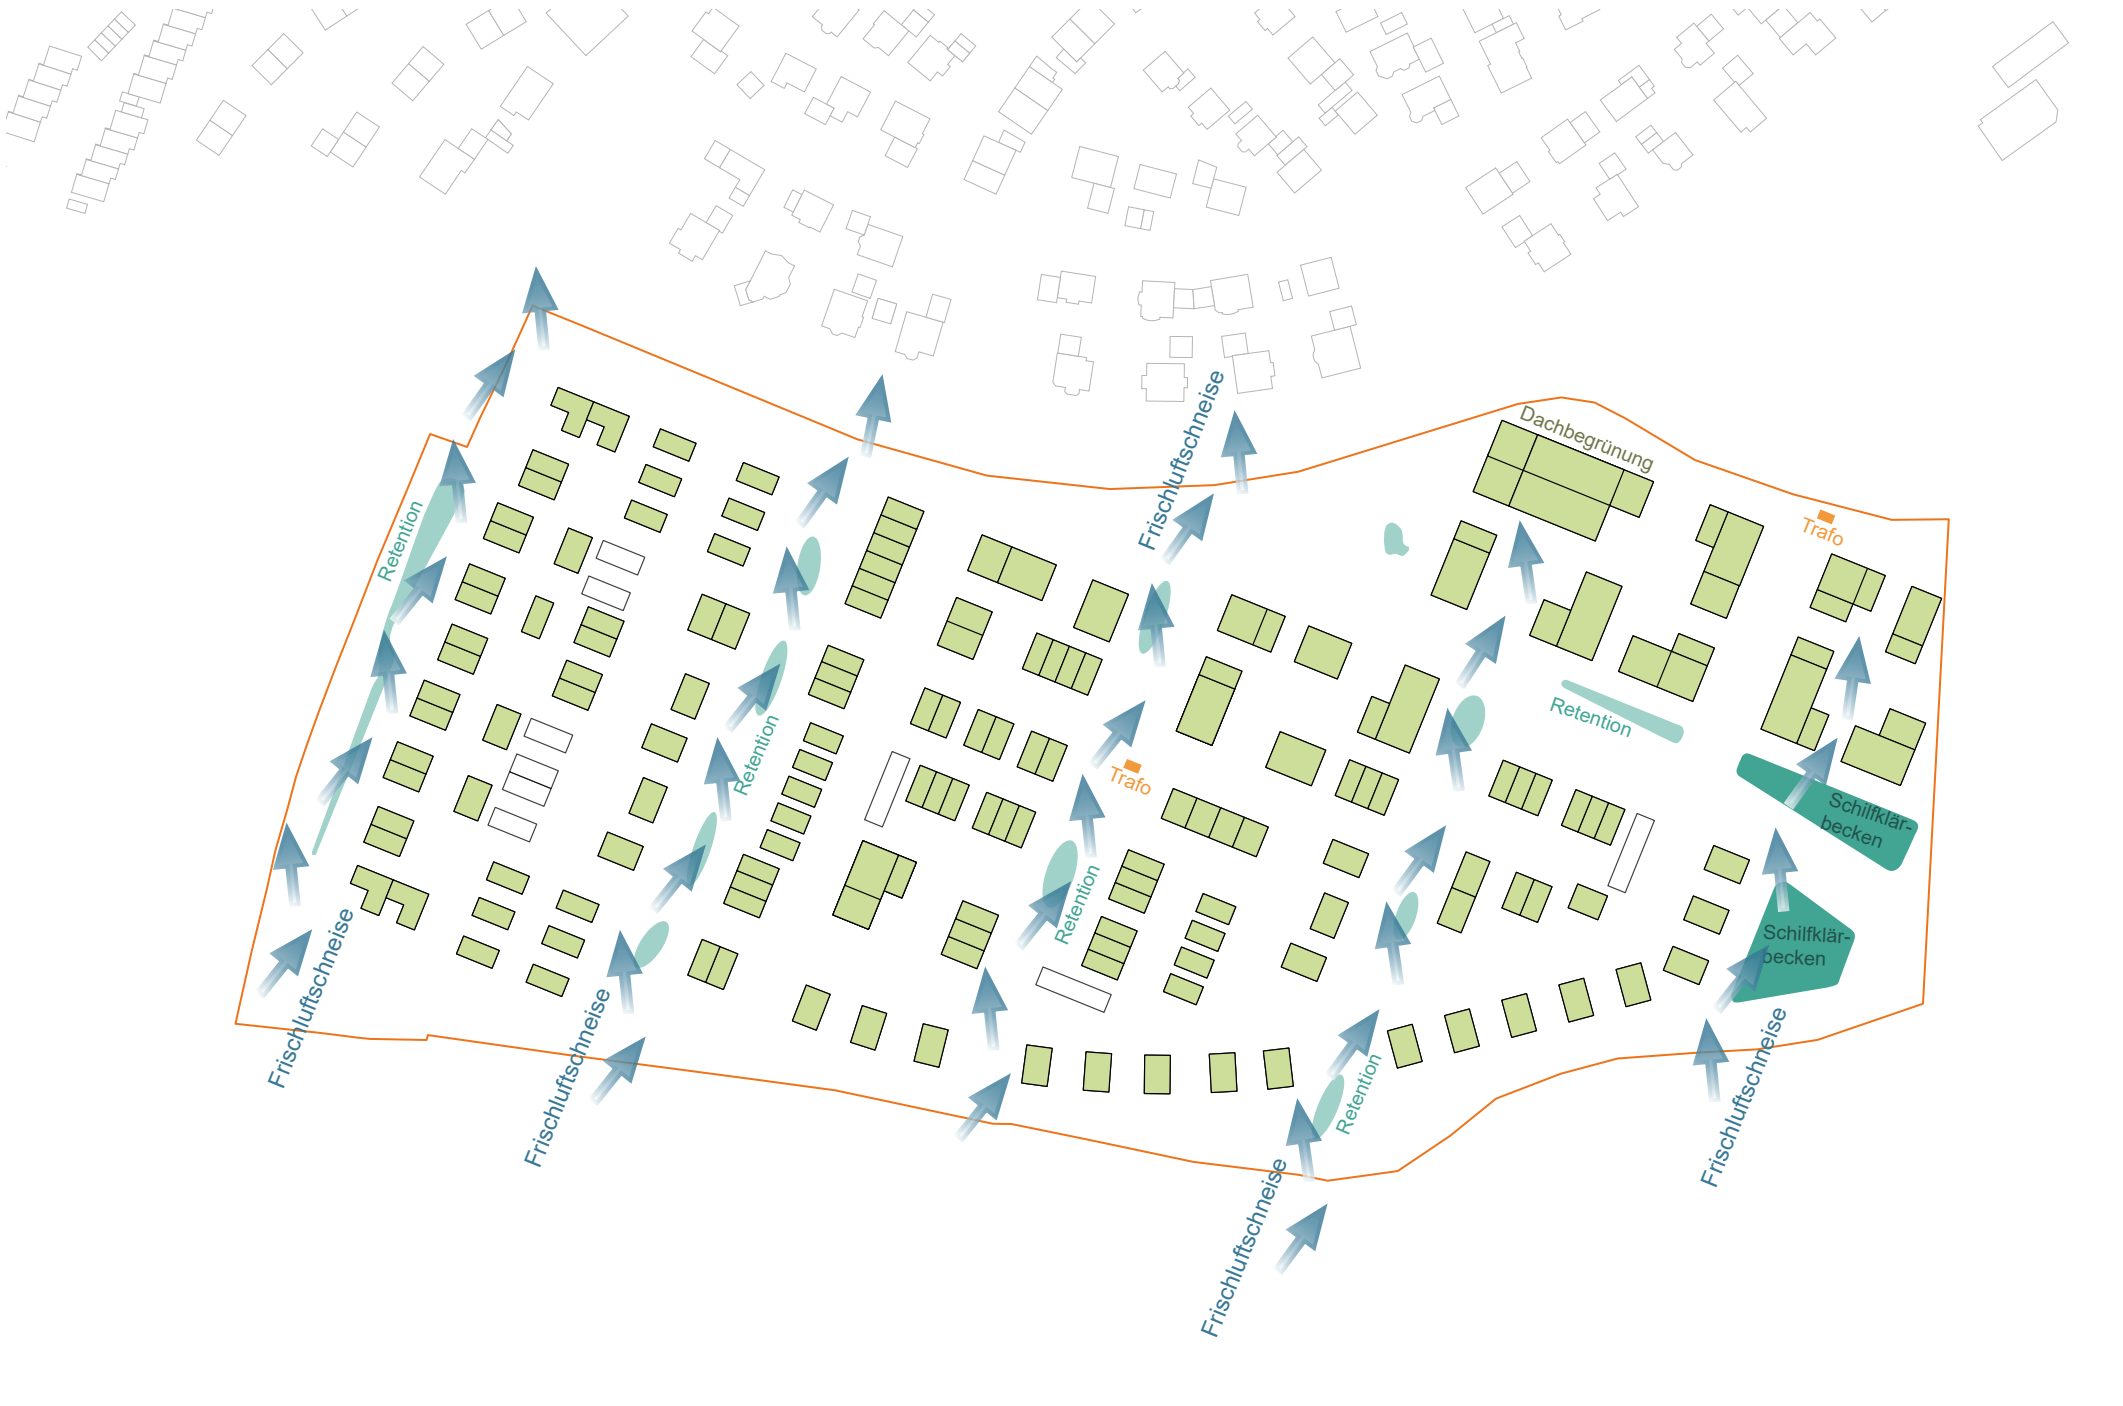 Frischluftschneise
Dachbegrünung
Trafo
Retention
Retention
Retention
Trafo
Schilfklär-
becken
Retention
Schilfklär-
becken
Frischluftschneise
Frischluftschneise
Retention
Frischluftschneise
Frischluftschneise